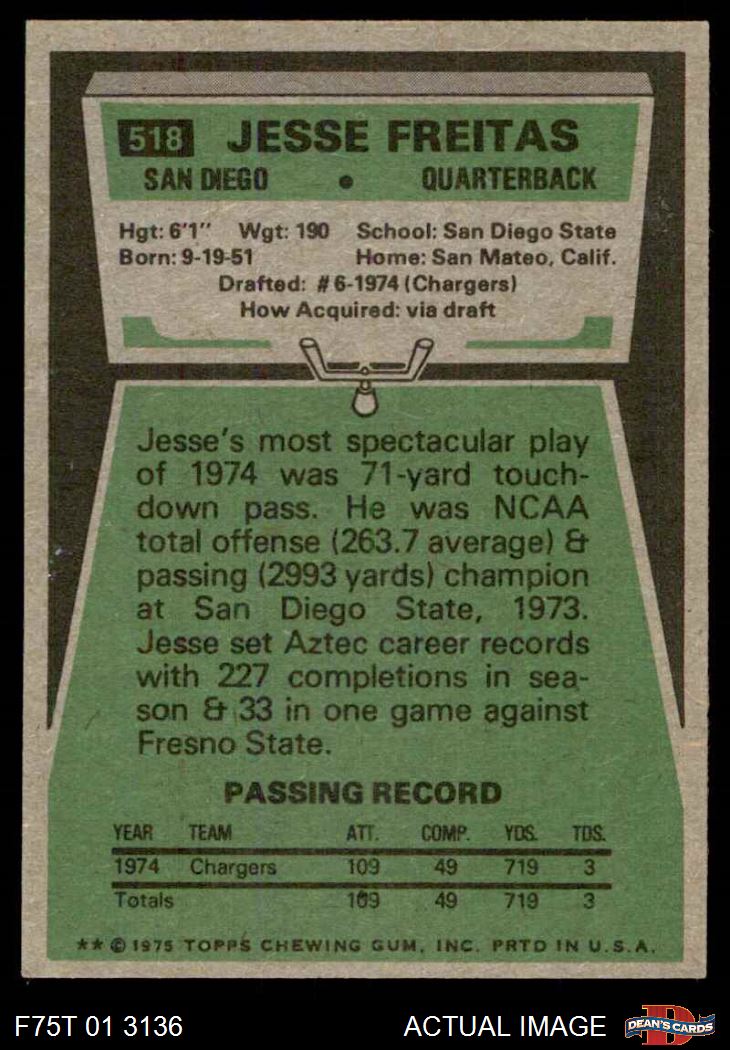 518 JESSE FREITAS
SAN DIEGO • QUARTERBACK
Hgt: 6'1" Wgt: 190 School: San Diego State
Born: 9-19-51 Home: San Mateo, Calif.
Drafted: #6-1974 (Chargers)
How Acquired: via draft
Jesse's most spectacular play
of 1974 was 71-yard touch-
down pass. He was NCAA
total offense (263.7 average) &
passing (2993 yards) champion
at San Diego State, 1973.
Jesse set Aztec career records
with 227 completions in sea-
son & 33 in one game against
Fresno State.
PASSING RECORD
YEAR TEAM ATT. COMP. YDS. TDS.
1974 Chargers 109 49 719 3
Totals 109 49 719 3
** © 1975 TOPPS CHEWING GUM, INC. PRTD IN U.S.A.
F75T 01 3136 ACTUAL IMAGE D DEAN'S CARDS